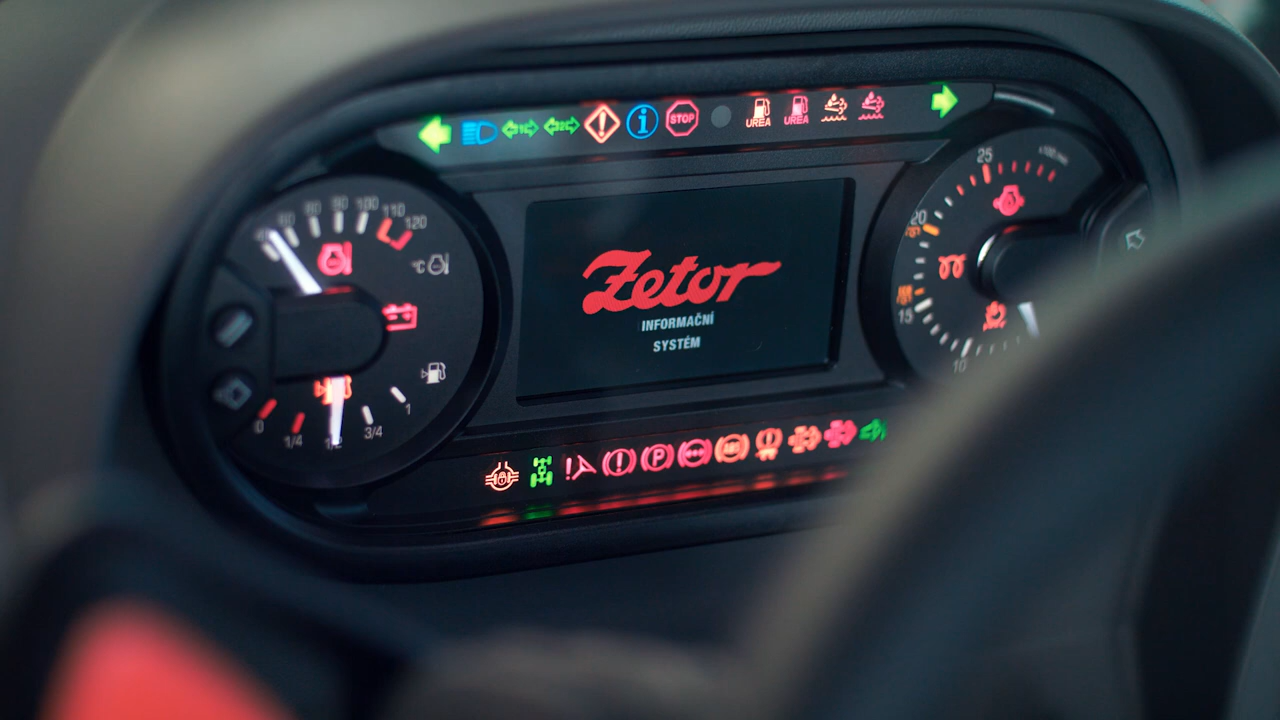 STOP
UREA
UREA
100
110
120
°C
Zetor
INFORMAČNÍ
SYSTÉM
0
1/4
1/2
3/4
1
P
25
20
15
10